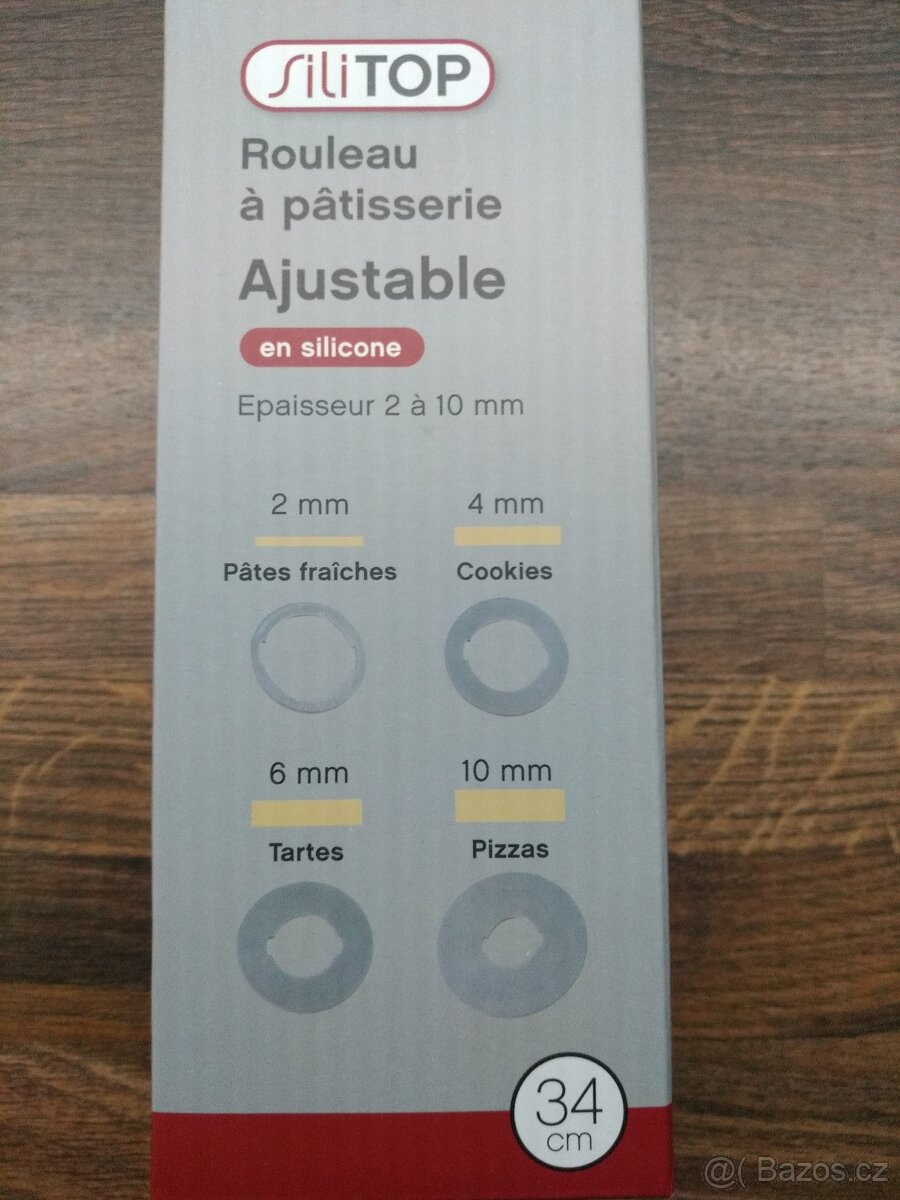 SiliTOP
Rouleau
à pâtisserie
Ajustable
en silicone
Epaisseur 2 à 10 mm
2 mm
Pâtes fraîches
4 mm
Cookies
6 mm
Tartes
10 mm
Pizzas
34
cm
@( Bazos.cz